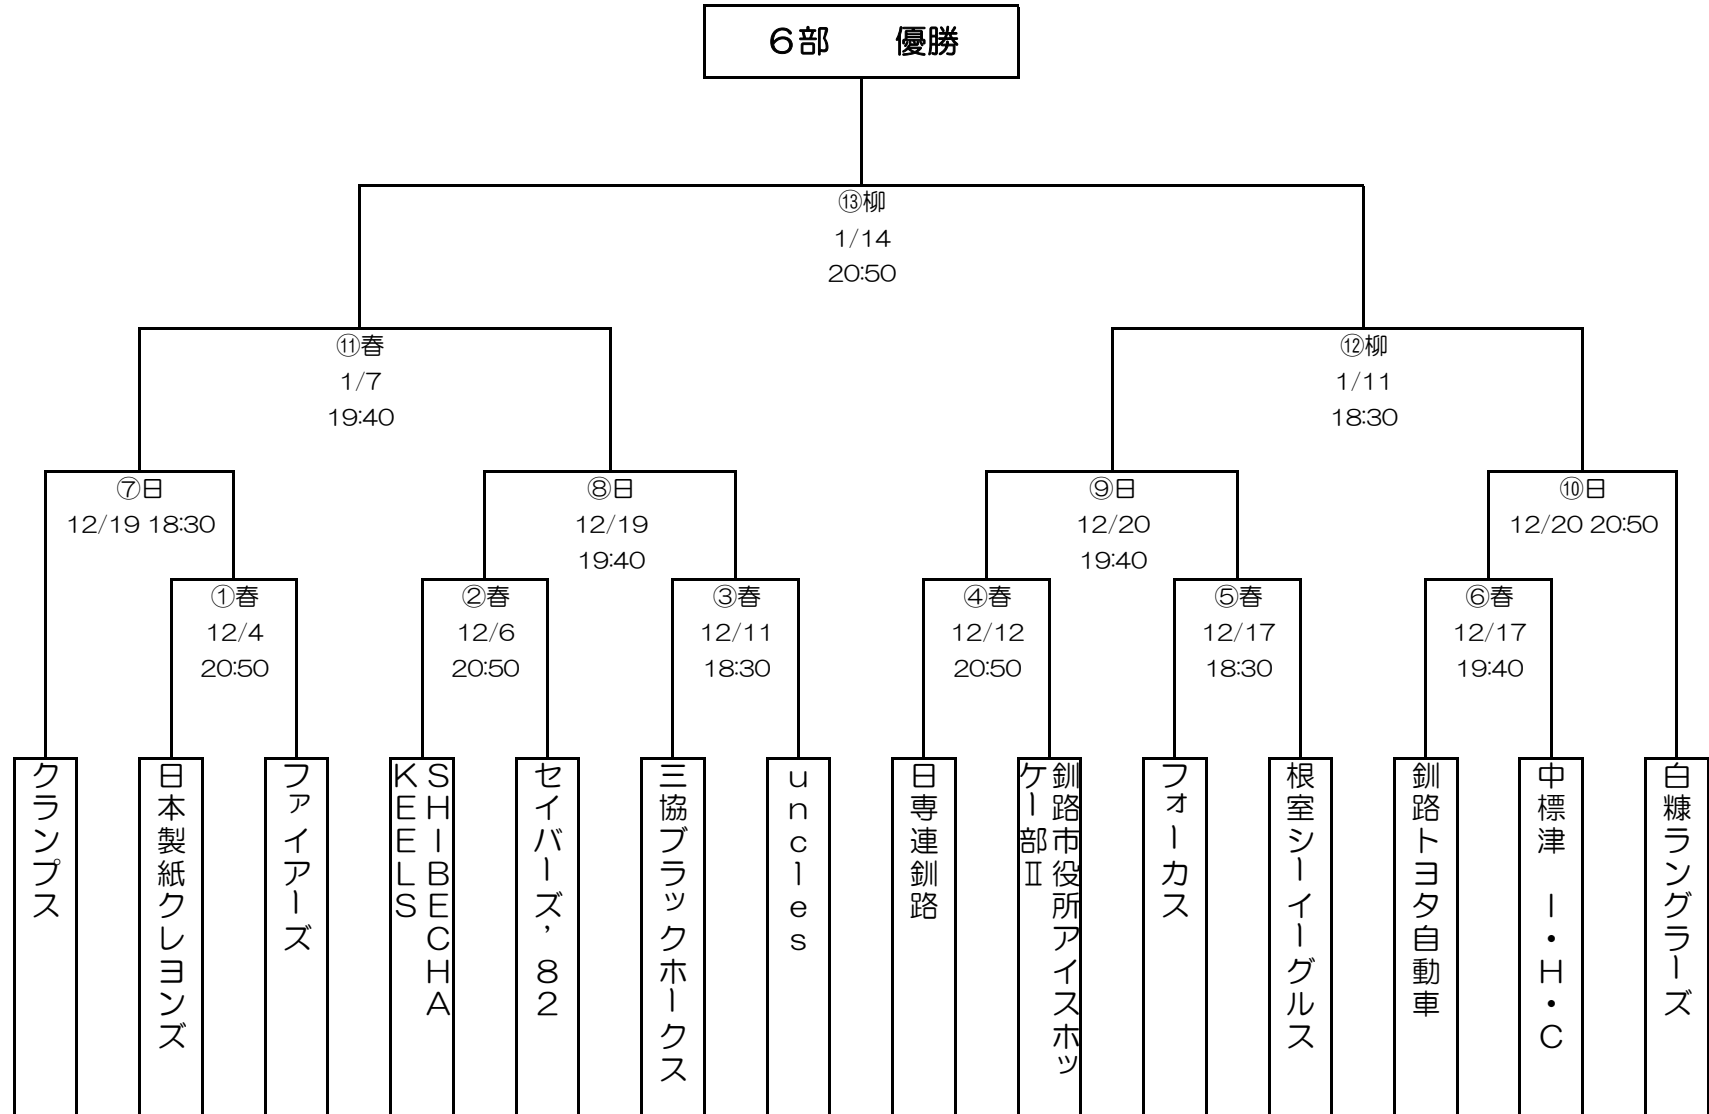 ６部　　優勝
⑬柳
1/14
20:50
⑪春
1/7
19:40
⑫柳
1/11
18:30
⑦日
12/19 18:30
⑧日
12/19
19:40
⑨日
12/20
19:40
⑩日
12/20 20:50
①春
12/4
20:50
②春
12/6
20:50
③春
12/11
18:30
④春
12/12
20:50
⑤春
12/17
18:30
⑥春
12/17
19:40
クランプス
日本製紙クレヨンズ
ファイアーズ
ＳＨＩＢＥＣＨＡ
ＫＥＥＬＳ
セイバーズ’８２
三協ブラックホークス
ｕｎｃｌｅｓ
日専連釧路
釧路市役所アイスホッ
ケー部Ⅱ
フォーカス
根室シーイーグルス
釧路トヨタ自動車
中標津　Ｉ・Ｈ・Ｃ
白糠ラングラーズ